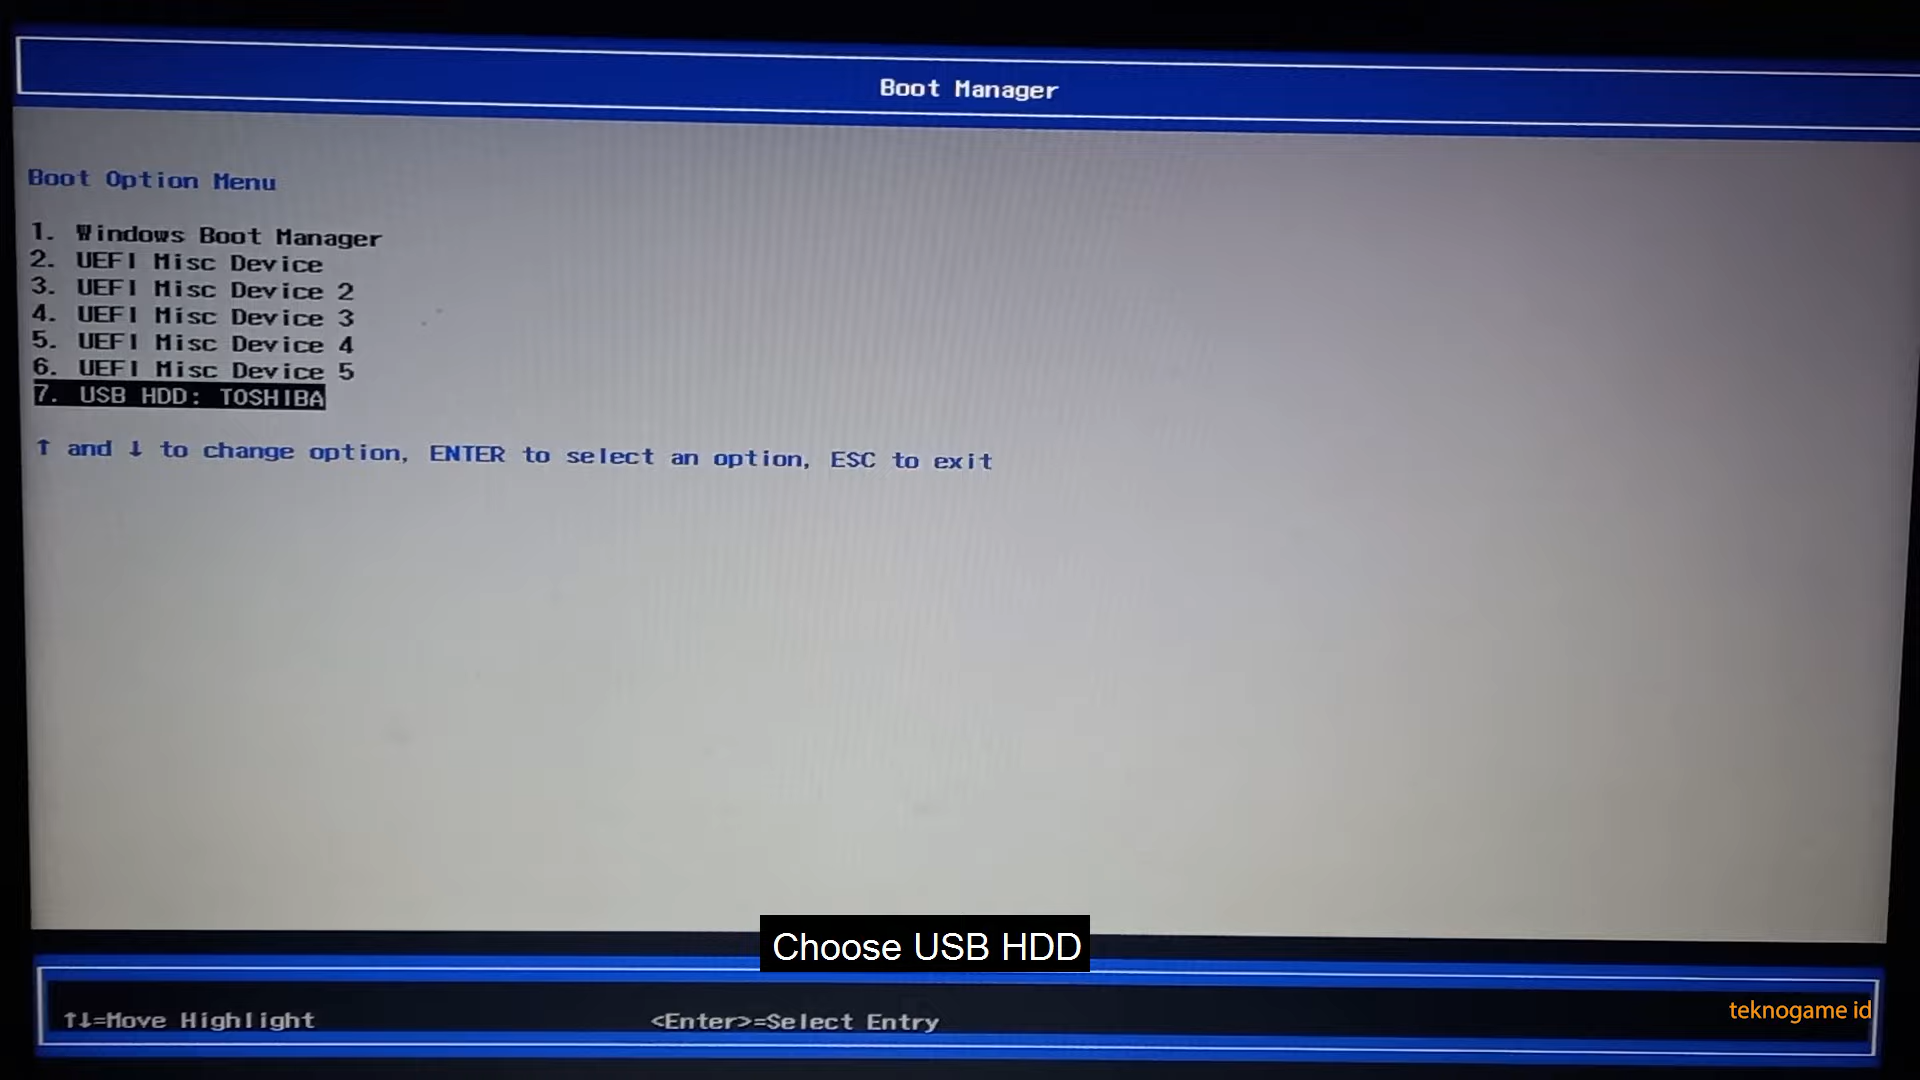 Boot Manager
Boot Option Menu
1. Windows Boot Manager
2. UEFI Misc Device
3. UEFI Misc Device 2
4. UEFI Misc Device 3
5. UEFI Misc Device 4
6. UEFI Misc Device 5
7. USB HDD: TOSHIBA
↑ and ↓ to change option, ENTER to select an option, ESC to exit
Choose USB HDD
↑↓=Move Highlight <Enter>=Select Entry
teknogame id